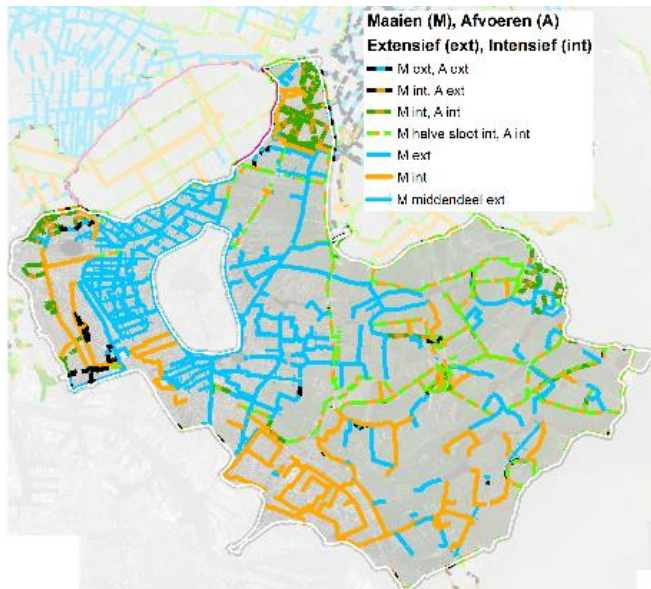 Maaien (M), Afvoeren (A)
Extensief (ext), Intensief (int)
M ext, A ext
M int, A ext
M int, A int
M halve sloot int, A int
M ext
M int
M middendeel ext